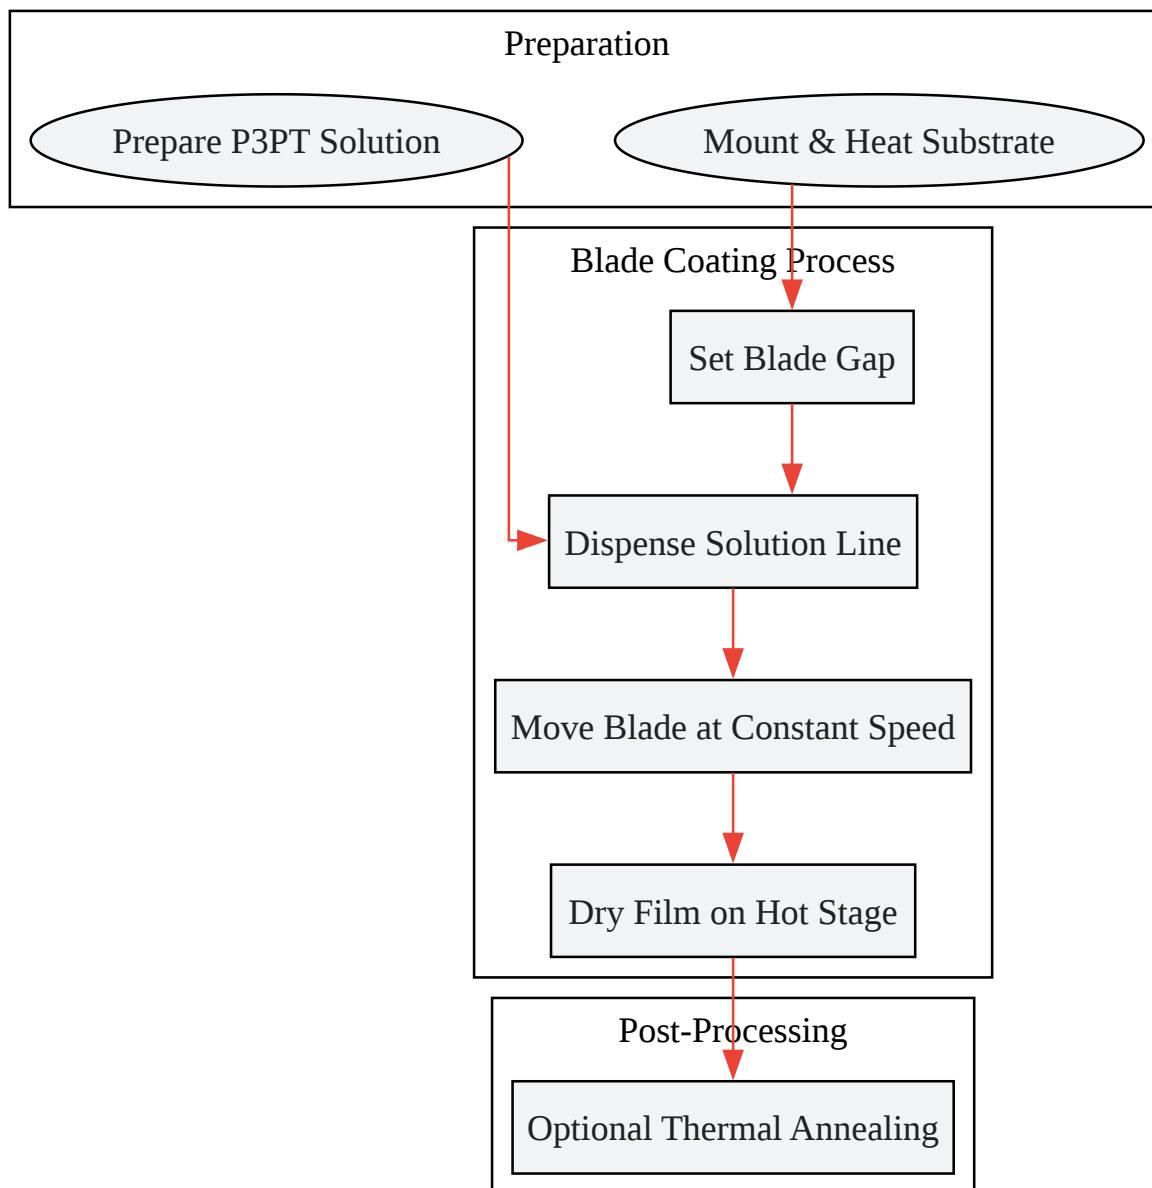 Preparation
Prepare P3PT Solution
Mount & Heat Substrate
Blade Coating Process
Set Blade Gap
Dispense Solution Line
Move Blade at Constant Speed
Dry Film on Hot Stage
Post-Processing
Optional Thermal Annealing